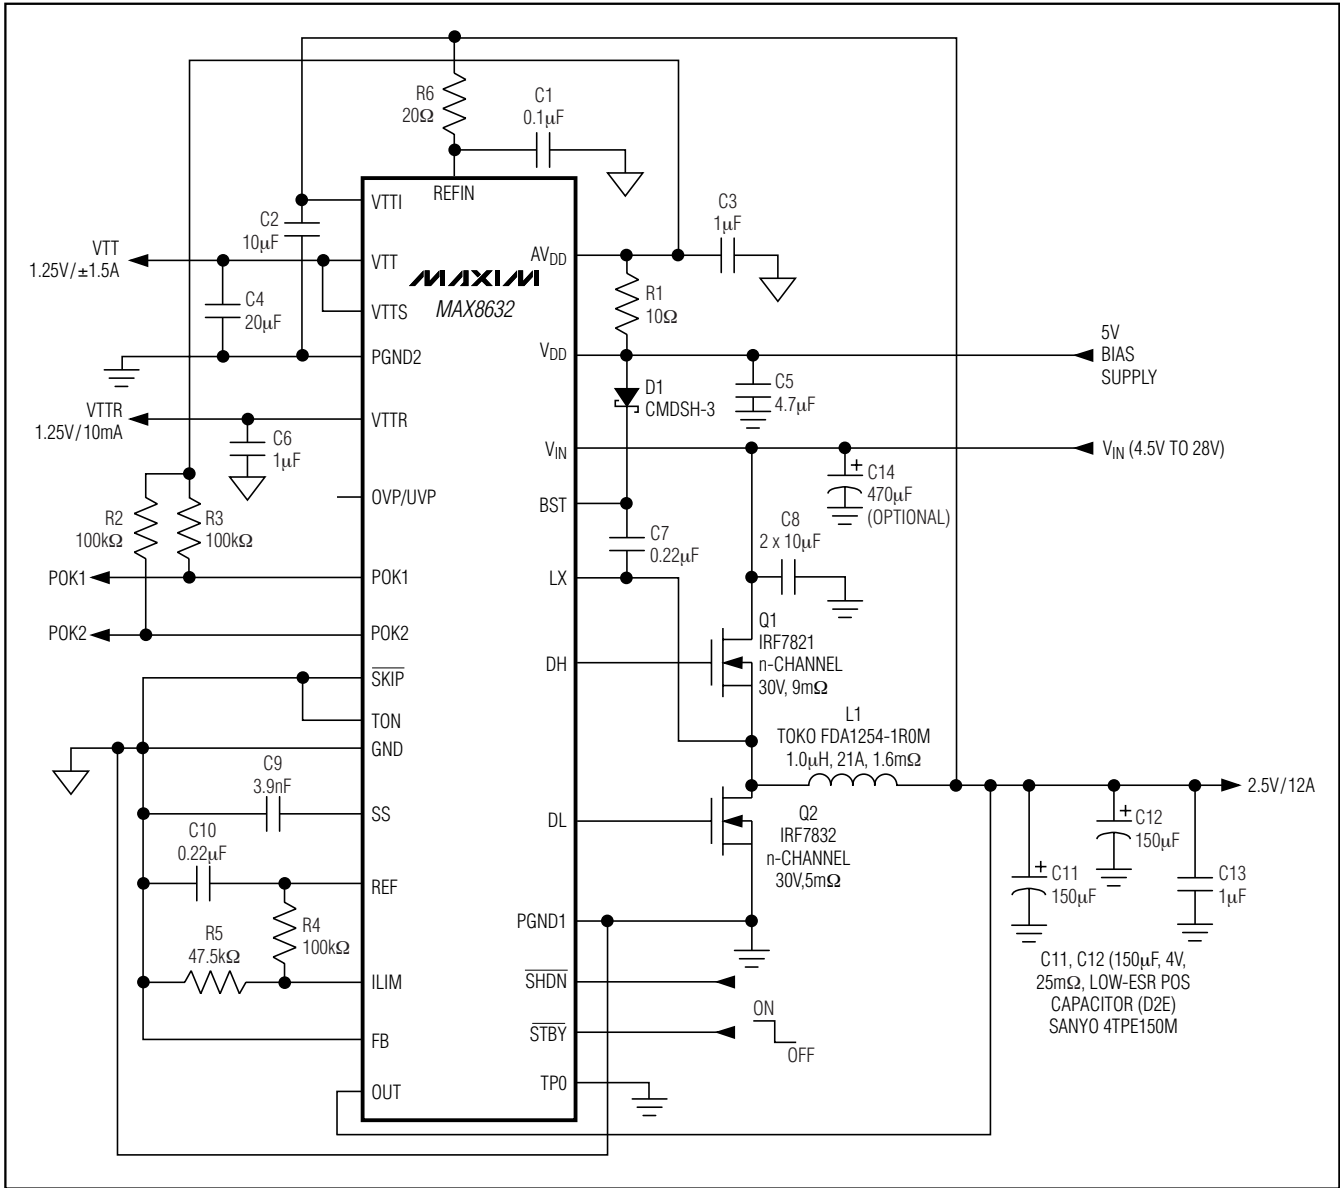 R6
20Ω
C1
0.1µF
REFIN
VTTI
C2
10µF
C3
1µF
VTT
1.25V/±1.5A
VTT
AVDD
MAXIM
MAX8632
R1
10Ω
C4
20µF
VTTS
PGND2
VDD
5V
BIAS
SUPPLY
D1
CMDSH-3
C5
4.7µF
VTTR
1.25V/10mA
VTTR
C6
1µF
VIN
VIN (4.5V TO 28V)
C14
470µF
(OPTIONAL)
OVP/UVP
BST
R2
100kΩ
R3
100kΩ
C7
0.22µF
C8
2 x 10µF
POK1
POK1
LX
POK2
POK2
Q1
IRF7821
n-CHANNEL
30V, 9mΩ
DH
SKIP
TON
GND
L1
TOKO FDA1254-1R0M
1.0µH, 21A, 1.6mΩ
C9
3.9nF
2.5V/12A
SS
DL
Q2
IRF7832
n-CHANNEL
30V,5mΩ
C12
150µF
C11
150µF
C13
1µF
C10
0.22µF
REF
R4
100kΩ
PGND1
R5
47.5kΩ
ILIM
SHDN
C11, C12 (150µF, 4V,
25mΩ, LOW-ESR POS
CAPACITOR (D2E)
SANYO 4TPE150M
ON
OFF
STBY
FB
TP0
OUT